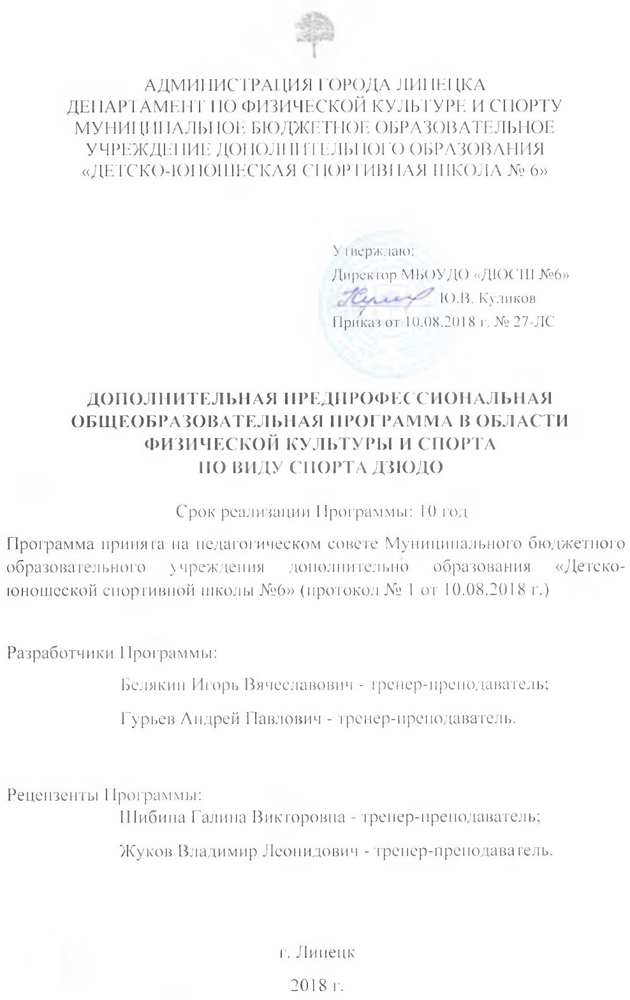 АДМИНИСТРАЦИЯ ГОРОДА ЛИПЕЦКА
ДЕПАРТАМЕНТ ПО ФИЗИЧЕСКОЙ КУЛЬТУРЕ И СПОРТУ
МУНИЦИПАЛЬНОЕ БЮДЖЕТНОЕ ОБРАЗОВАТЕЛЬНОЕ
УЧРЕЖДЕНИЕ ДОПОЛНИТЕЛЬНОГО ОБРАЗОВАНИЯ
«ДЕТСКО-ЮНОШЕСКАЯ СПОРТИВНАЯ ШКОЛА № 6»
Утверждаю:
Директор МБОУДО «ДЮСШ №6»
Ю.В. Куликов
Приказ от 10.08.2018 г. № 27-ЛС
ДОПОЛНИТЕЛЬНАЯ ПРЕДПРОФЕССИОНАЛЬНАЯ
ОБЩЕОБРАЗОВАТЕЛЬНАЯ ПРОГРАММА В ОБЛАСТИ
ФИЗИЧЕСКОЙ КУЛЬТУРЫ И СПОРТА
ПО ВИДУ СПОРТА ДЗЮДО
Срок реализации Программы: 10 год
Программа принята на педагогическом совете Муниципального бюджетного
образовательного учреждения дополнительно образования «Детско-
юношеской спортивной школы №6» (протокол № 1 от 10.08.2018 г.)
Разработчики Программы:
Белякин Игорь Вячеславович - тренер-преподаватель;
Гурьев Андрей Павлович - тренер-преподаватель.
Рецензенты Программы:
Шибина Галина Викторовна - тренер-преподаватель;
Жуков Владимир Леонидович - тренер-преподаватель.
г. Липецк
2018 г.